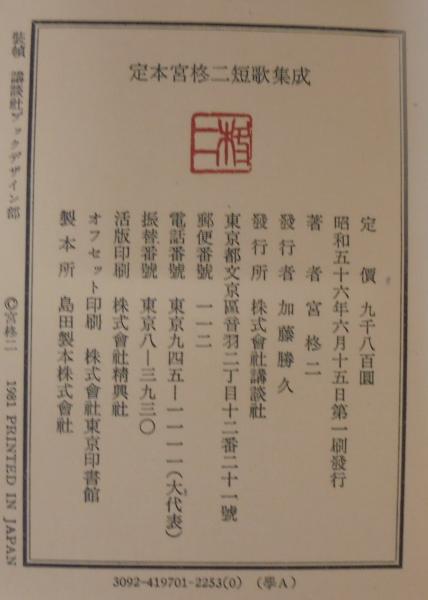 定本宮柊二短歌集成
柊二
定價 九千八百圓
昭和五十六年六月十五日第一刷發行
著者 宮柊二
發行者 加藤勝久
發行所 株式會社講談社
東京都文京區音羽二丁目十二番二十一號
郵便番號 一一二
電話番號 東京九四五―一一一一(大代表)
振替番號 東京八―三九三〇
活版印刷 株式會社精興社
オフセット印刷 株式會社東京印書館
製本所 島田製本株式會社
裝幀 講談社ブックデザイン部
©宮柊二 1981 PRINTED IN JAPAN
3092-419701-2253(0) (學A)